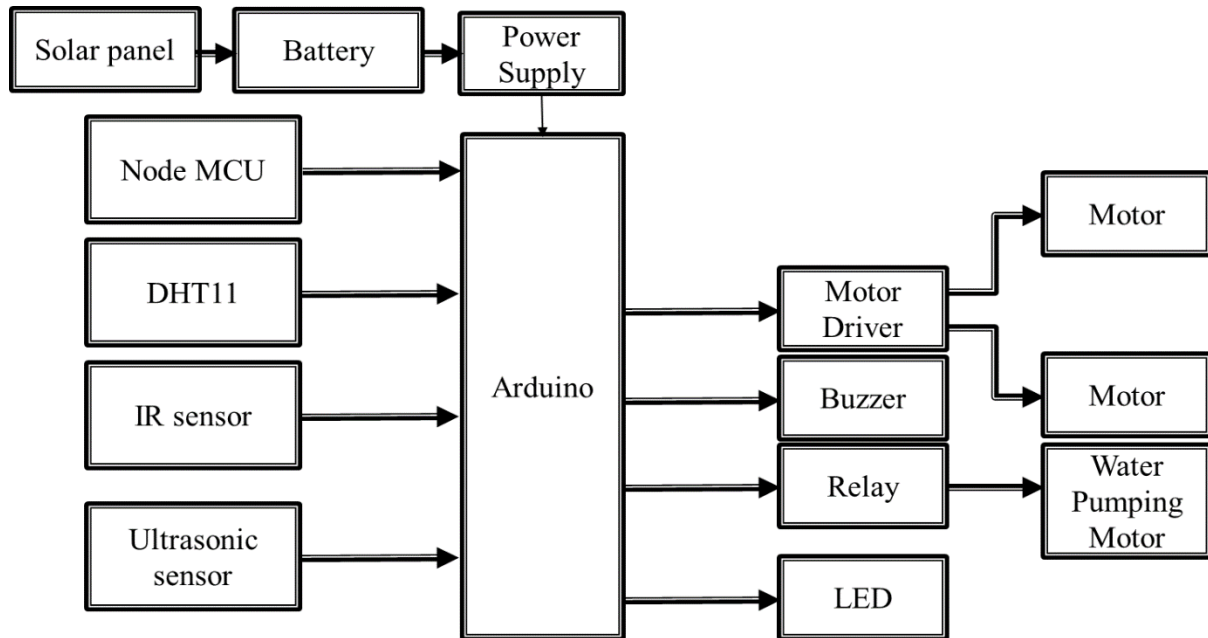 Solar panel
Battery
Power
Supply
Node MCU
DHT11
IR sensor
Ultrasonic
sensor
Arduino
Motor
Driver
Buzzer
Relay
LED
Motor
Motor
Water
Pumping
Motor